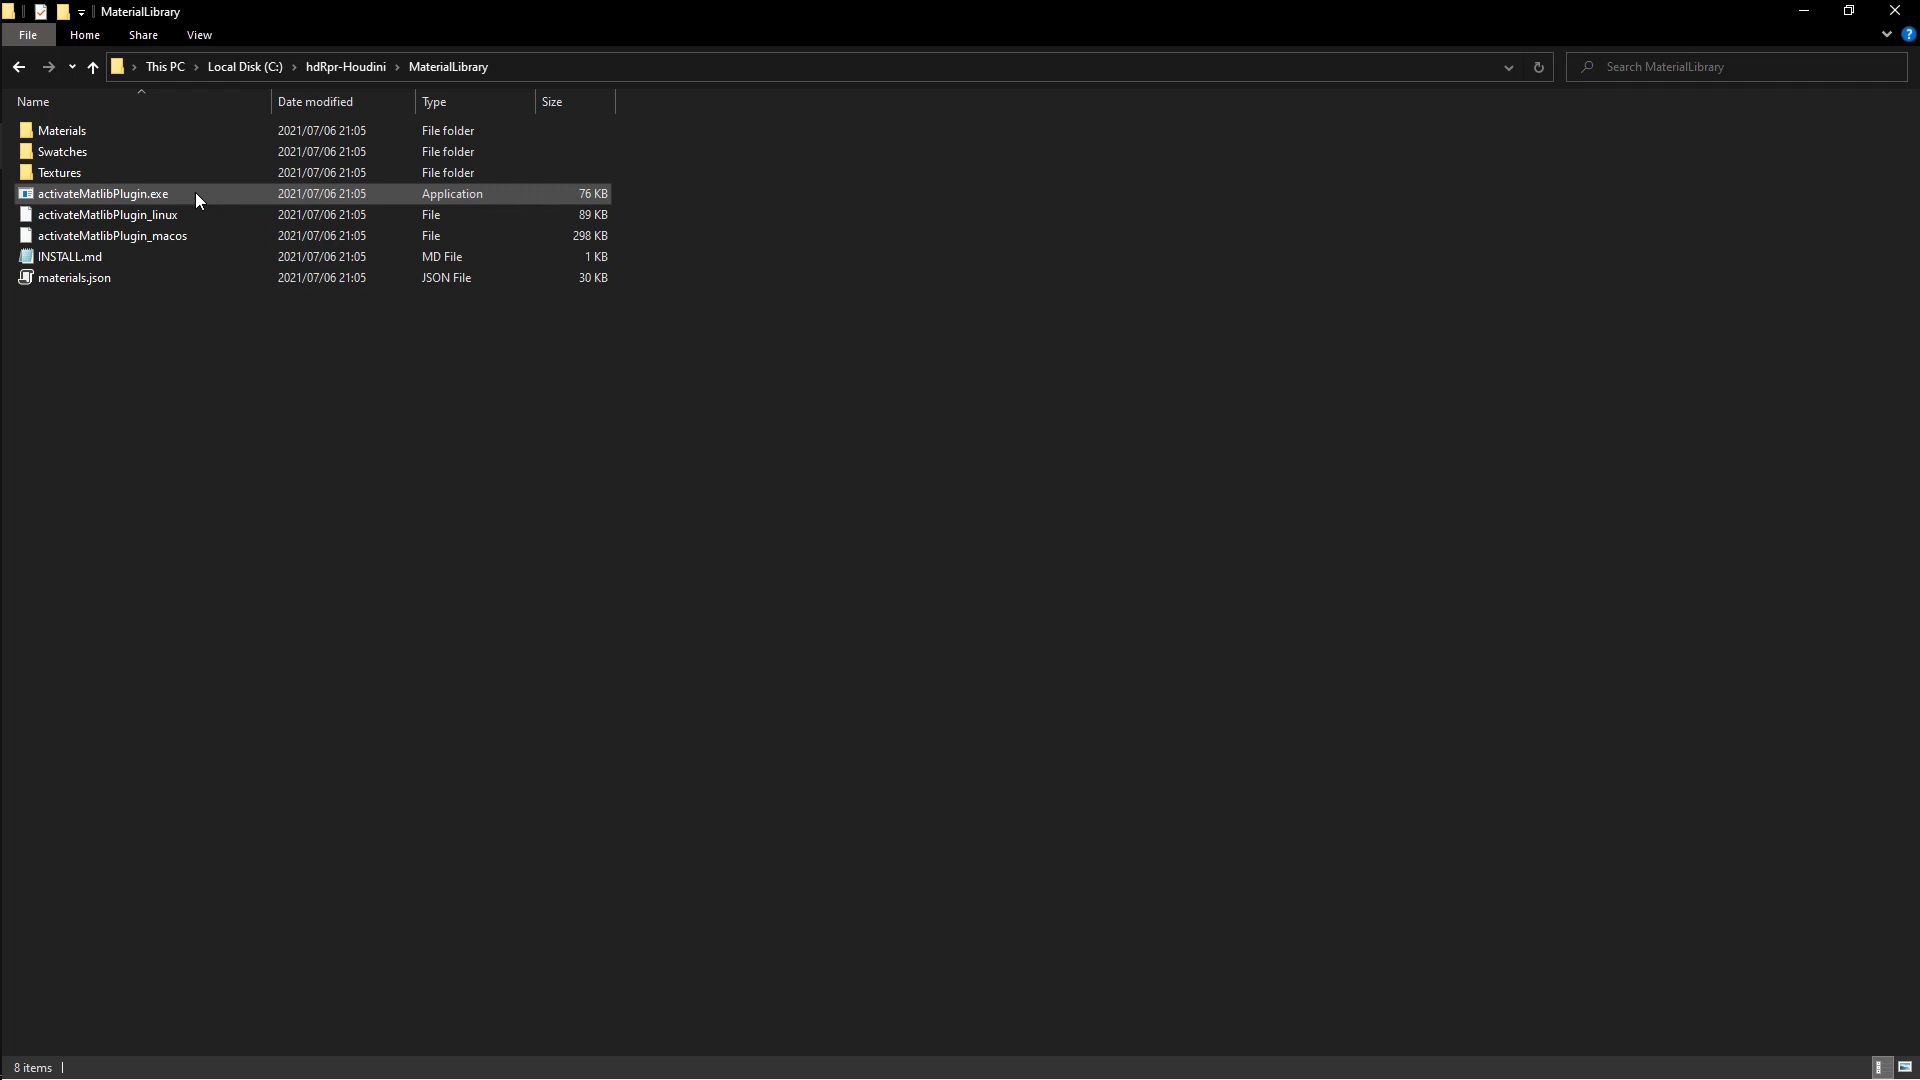 MaterialLibrary
File Home Share View
This PC Local Disk (C:) hdRpr-Houdini MaterialLibrary Search MaterialLibrary
Name Date modified Type Size
Materials 2021/07/06 21:05 File folder
Swatches 2021/07/06 21:05 File folder
Textures 2021/07/06 21:05 File folder
activateMatlibPlugin.exe 2021/07/06 21:05 Application 76 KB
activateMatlibPlugin_linux 2021/07/06 21:05 File 89 KB
activateMatlibPlugin_macos 2021/07/06 21:05 File 298 KB
INSTALL.md 2021/07/06 21:05 MD File 1 KB
materials.json 2021/07/06 21:05 JSON File 30 KB
8 items